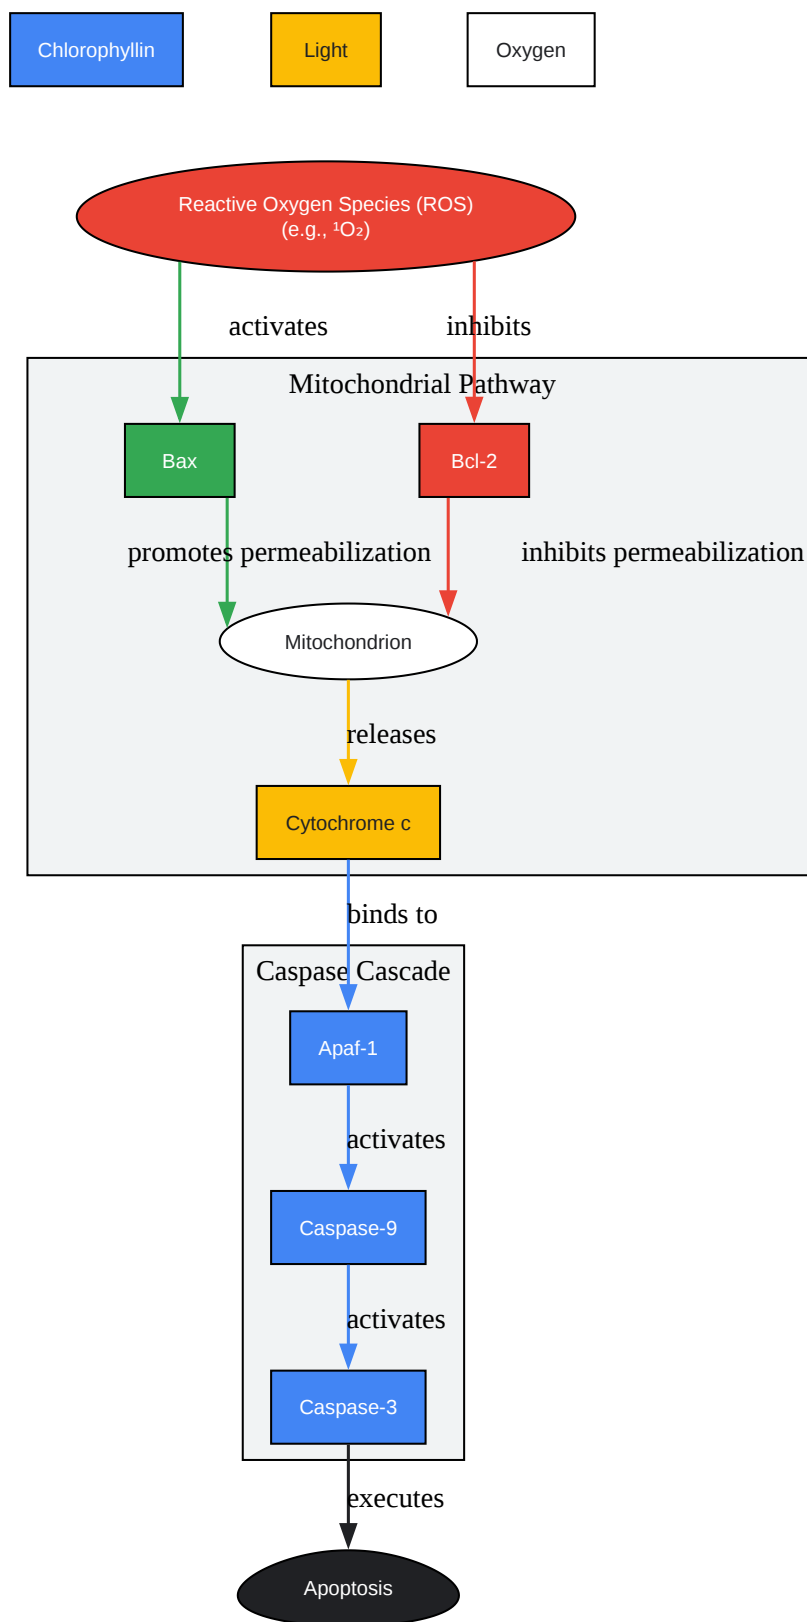 Chlorophyllin
Light
Oxygen
Reactive Oxygen Species (ROS)
(e.g., ¹O₂)
activates
inhibits
Mitochondrial Pathway
Bax
Bcl-2
promotes permeabilization
inhibits permeabilization
Mitochondrion
releases
Cytochrome c
binds to
Caspase Cascade
Apaf-1
activates
Caspase-9
activates
Caspase-3
executes
Apoptosis